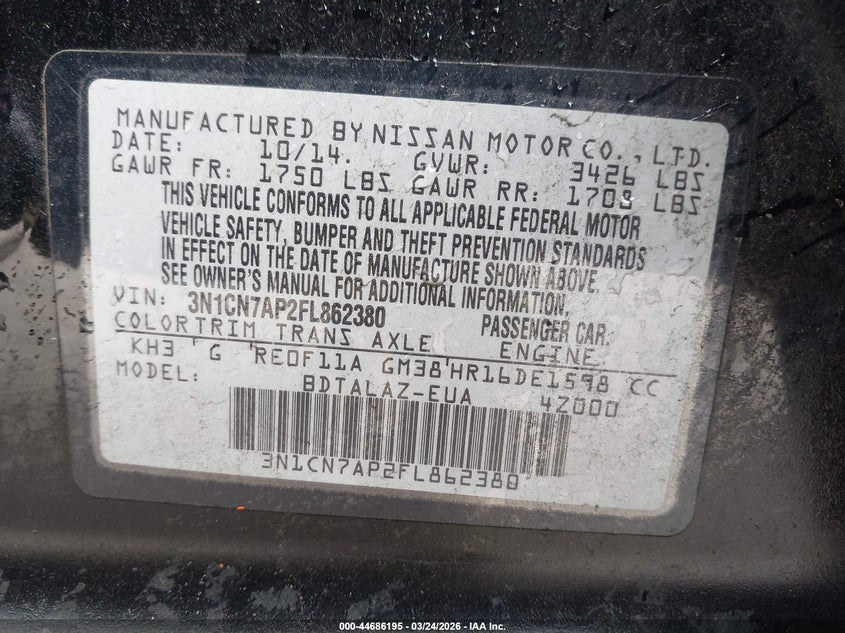 MANUFACTURED BY NISSAN MOTOR CO., LTD.
DATE: 10/14. GVWR: 3426 LBS
GAWR FR: 1750 LBS GAWR RR: 1709 LBS
THIS VEHICLE CONFORMS TO ALL APPLICABLE FEDERAL MOTOR
VEHICLE SAFETY, BUMPER AND THEFT PREVENTION STANDARDS
IN EFFECT ON THE DATE OF MANUFACTURE SHOWN ABOVE.
SEE OWNER'S MANUAL FOR ADDITIONAL INFORMATION.
VIN: 3N1CN7AP2FL862380 PASSENGER CAR.
COLOR TRIM TRANS AXLE ENGINE
KH3 G RE0F11A GM38 HR16DE1598 CC
MODEL: BDTALAZ-EUA 42000
3N1CN7AP2FL862380
000-44686195 - 03/24/2026 - IAA Inc.